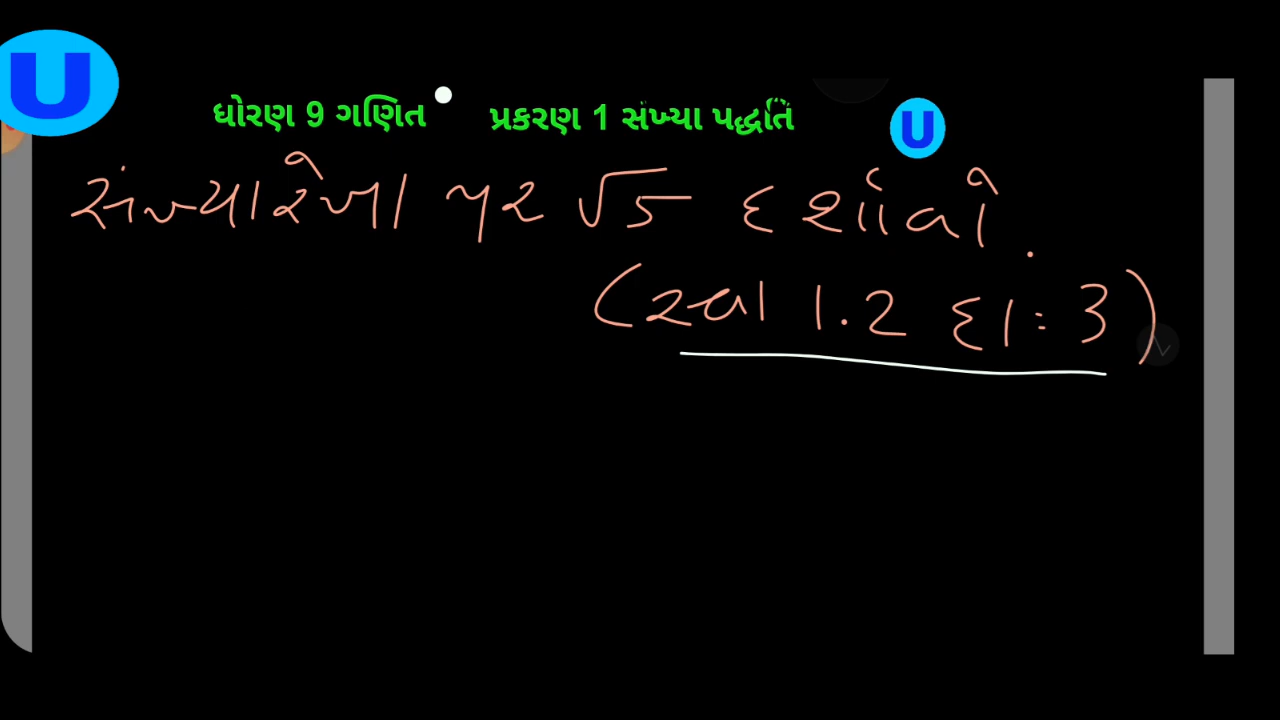 U
ધોરણ 9 ગણિત પ્રકરણ 1 સંખ્યા પદ્ધતિ U
સંખ્યારેખા પર √5 દર્શાવો.
(સ્વા 1.2 દા: 3)